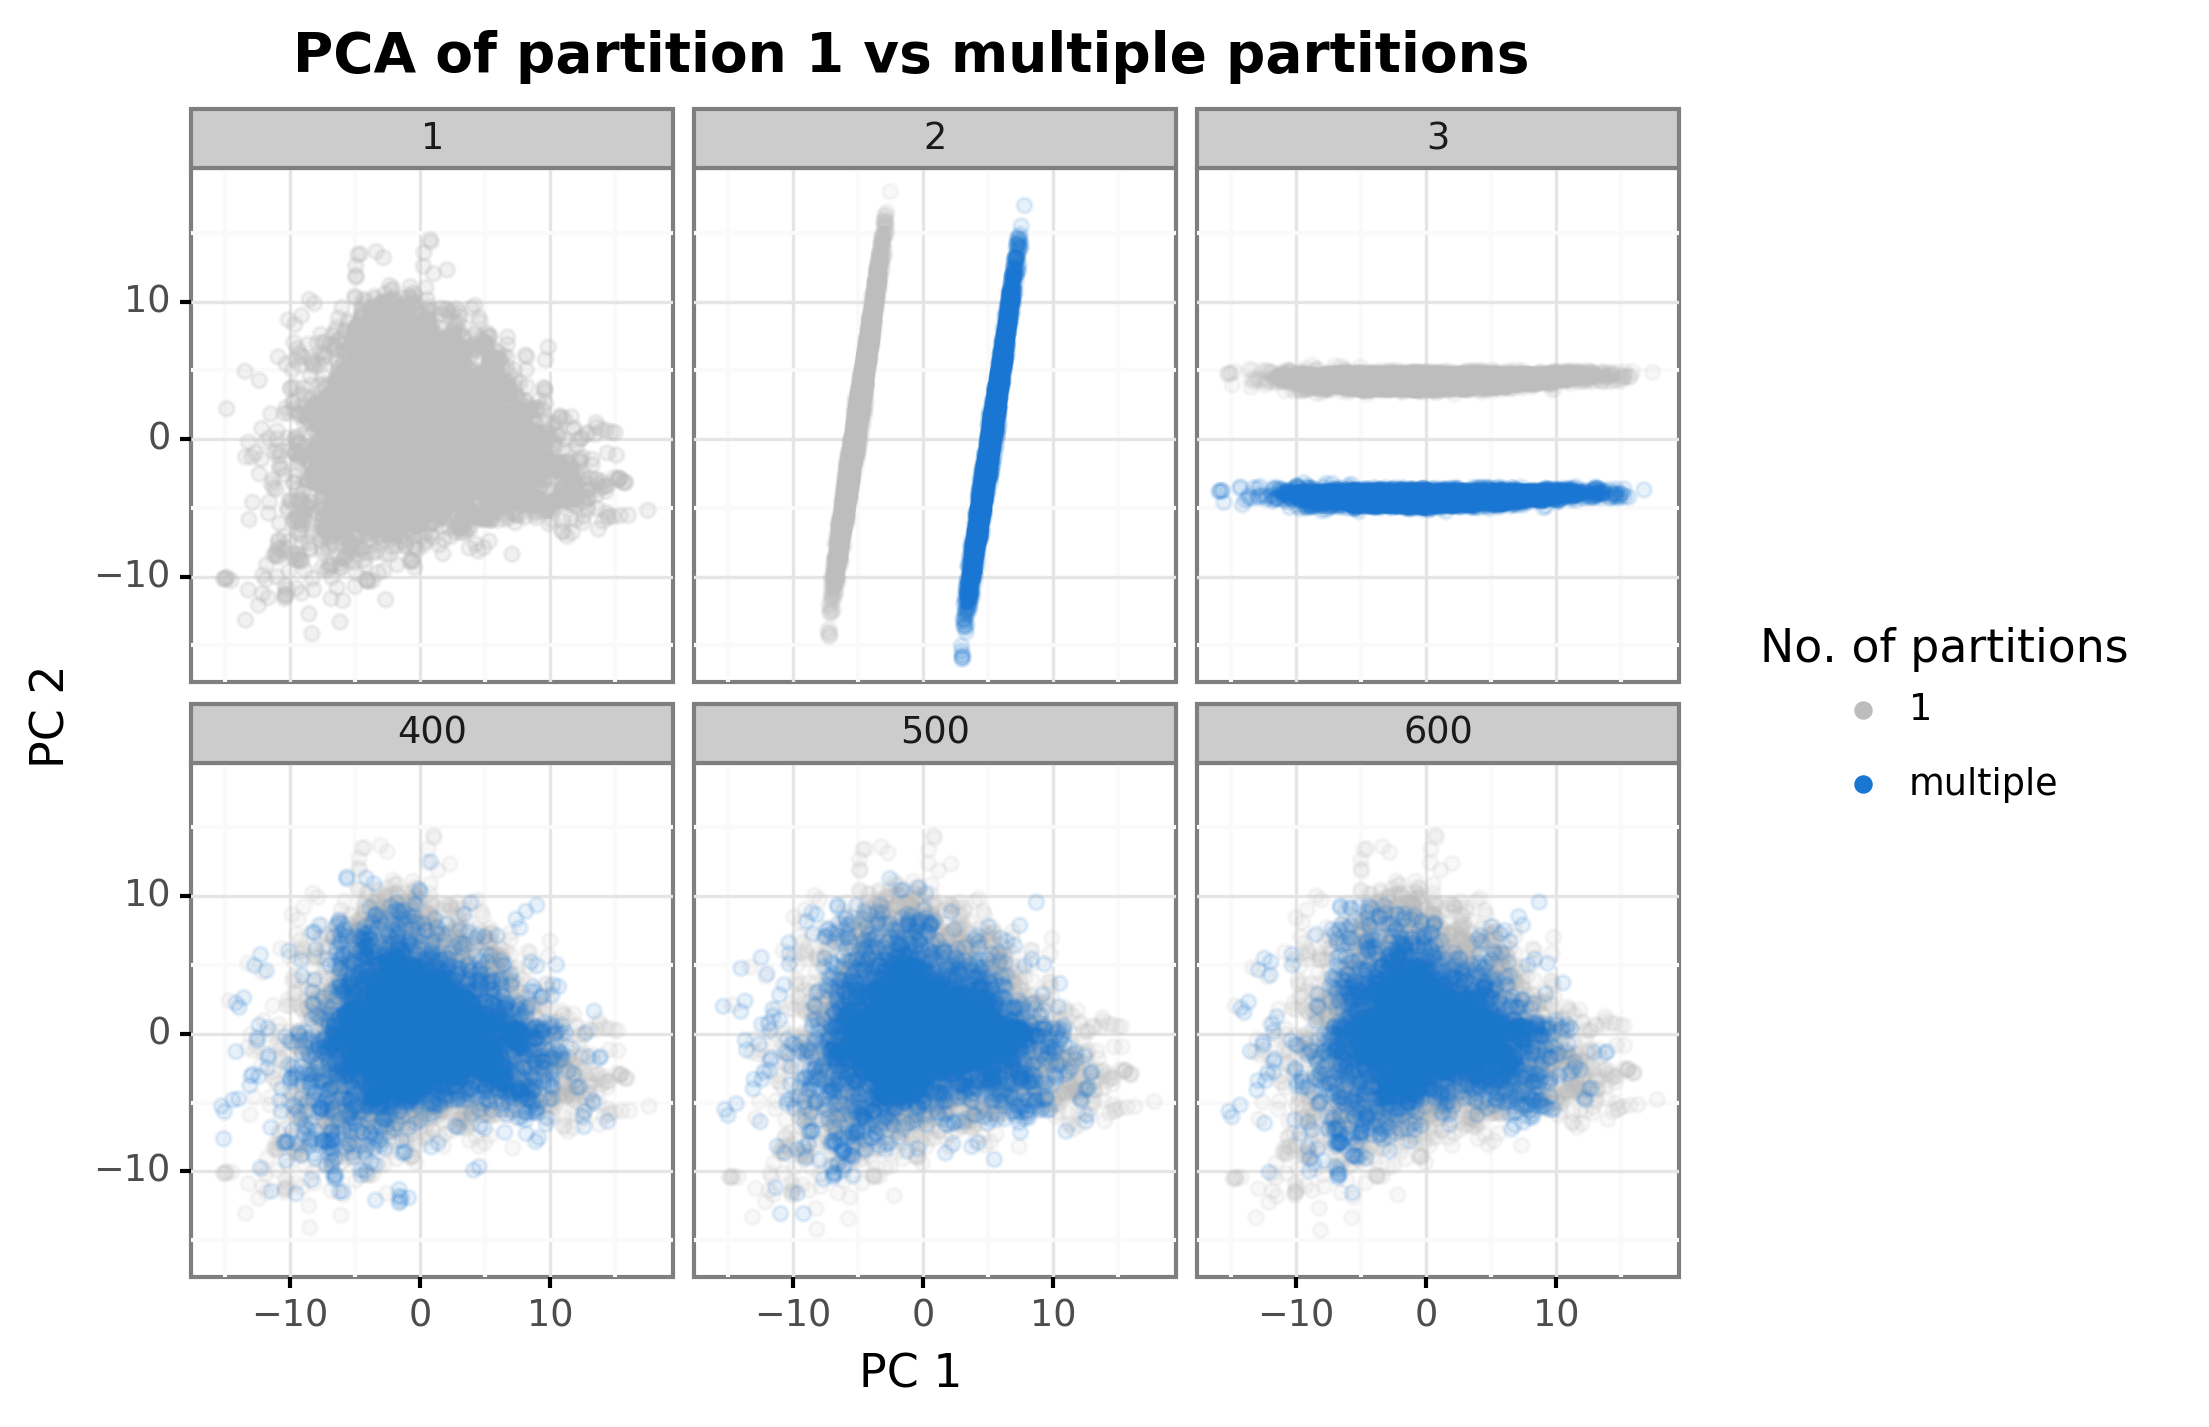 PCA of partition 1 vs multiple partitions
1 2 3
10
0
−10
PC 2
400 500 600
10
0
−10
−10 0 10 −10 0 10 −10 0 10
PC 1
No. of partitions
1
multiple